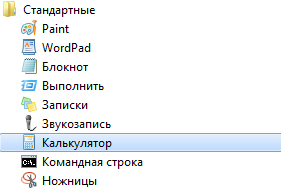 Стандартные
Paint
WordPad
Блокнот
Выполнить
Записки
Звукозапись
Калькулятор
Командная строка
Ножницы